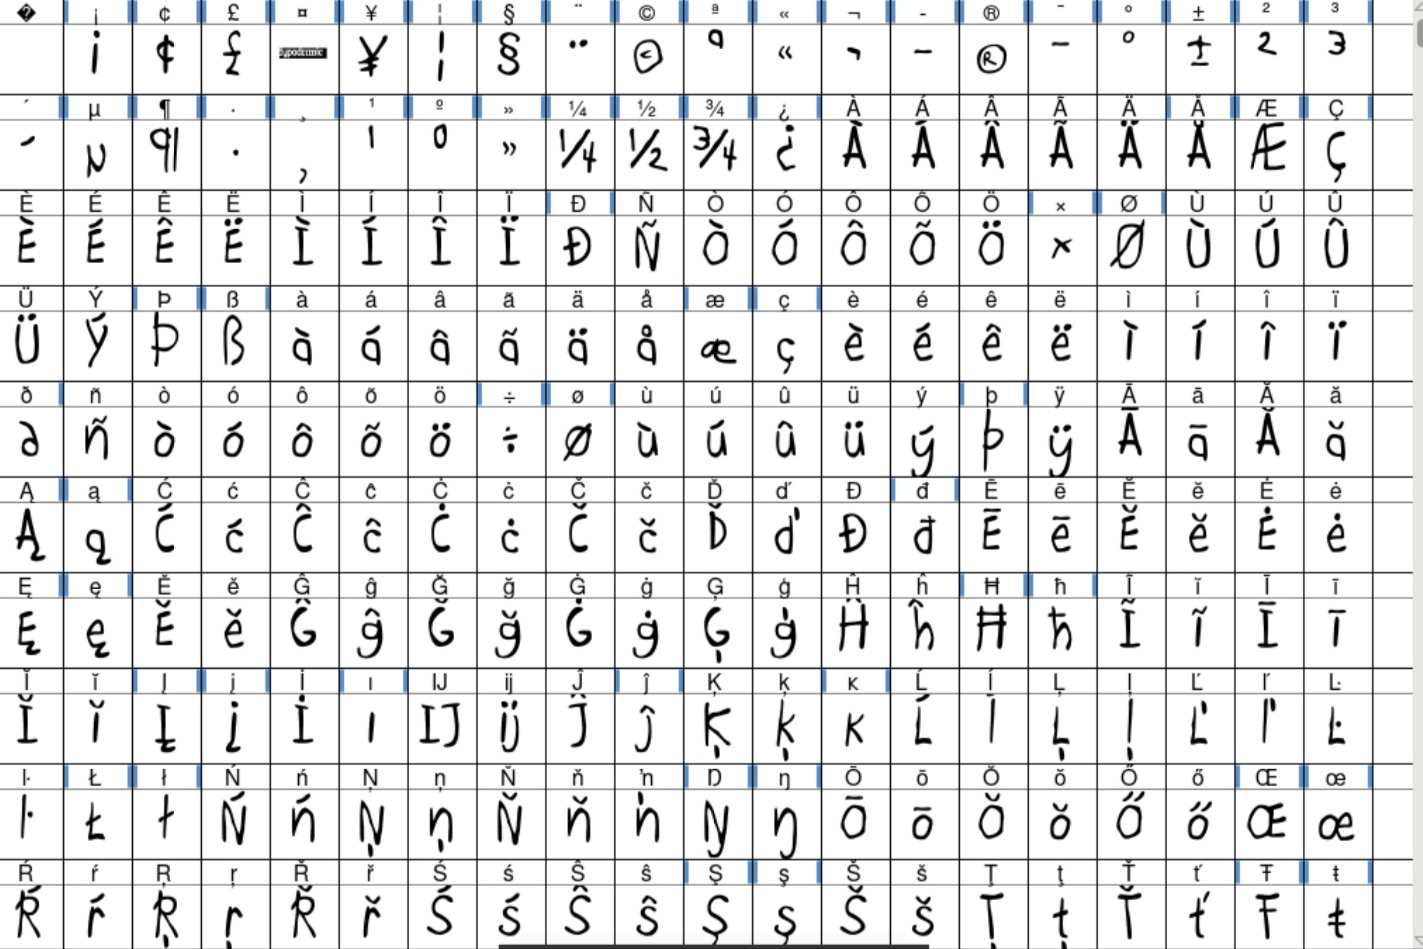 � ¡ ¢ £ ¤ ¥ ¦ § ¨ © ª « ¬ - ® ¯ ° ± ² ³
¡ ¢ £ typodermic ¥ ¦ § ¨ © ª « ¬ - ® ¯ ° ± ² ³
´ µ ¶ · ¸ ¹ º » ¼ ½ ¾ ¿ À Á Â Ã Ä Å Æ Ç
´ µ ¶ · ¸ ¹ º » ¼ ½ ¾ ¿ À Á Â Ã Ä Å Æ Ç
È É Ê Ë Ì Í Î Ï Ð Ñ Ò Ó Ô Õ Ö × Ø Ù Ú Û
È É Ê Ë Ì Í Î Ï Ð Ñ Ò Ó Ô Õ Ö × Ø Ù Ú Û
Ü Ý Þ ß à á â ã ä å æ ç è é ê ë ì í î ï
Ü Ý Þ ß à á â ã ä å æ ç è é ê ë ì í î ï
ð ñ ò ó ô õ ö ÷ ø ù ú û ü ý þ ÿ Ā ā Ă ă
ð ñ ò ó ô õ ö ÷ ø ù ú û ü ý þ ÿ Ā ā Ă ă
Ą ą Ć ć Ĉ ĉ Ċ ċ Č č Ď ď Đ đ Ē ē Ĕ ĕ Ė ė
Ą ą Ć ć Ĉ ĉ Ċ ċ Č č Ď ď Đ đ Ē ē Ĕ ĕ Ė ė
Ę ę Ě ě Ĝ ĝ Ğ ğ Ġ ġ Ģ ģ Ĥ ĥ Ħ ħ Ĩ ĩ Ī ī
Ę ę Ě ě Ĝ ĝ Ğ ğ Ġ ġ Ģ ģ Ĥ ĥ Ħ ħ Ĩ ĩ Ī ī
Ĭ ĭ Į į İ ı Ĳ ĳ Ĵ ĵ Ķ ķ ĸ Ĺ ĺ Ļ ļ Ľ ľ Ŀ
Ĭ ĭ Į į İ ı Ĳ ĳ Ĵ ĵ Ķ ķ ĸ Ĺ ĺ Ļ ļ Ľ ľ Ŀ
ŀ Ł ł Ń ń Ņ ņ Ň ň ŉ Ŋ ŋ Ō ō Ŏ ŏ Ő ő Œ œ
ŀ Ł ł Ń ń Ņ ņ Ň ň ŉ Ŋ ŋ Ō ō Ŏ ŏ Ő ő Œ œ
Ŕ ŕ Ŗ ŗ Ř ř Ś ś Ŝ ŝ Ş ş Š š Ţ ţ Ť ť Ŧ ŧ
Ŕ ŕ Ŗ ŗ Ř ř Ś ś Ŝ ŝ Ş ş Š š Ţ ţ Ť ť Ŧ ŧ